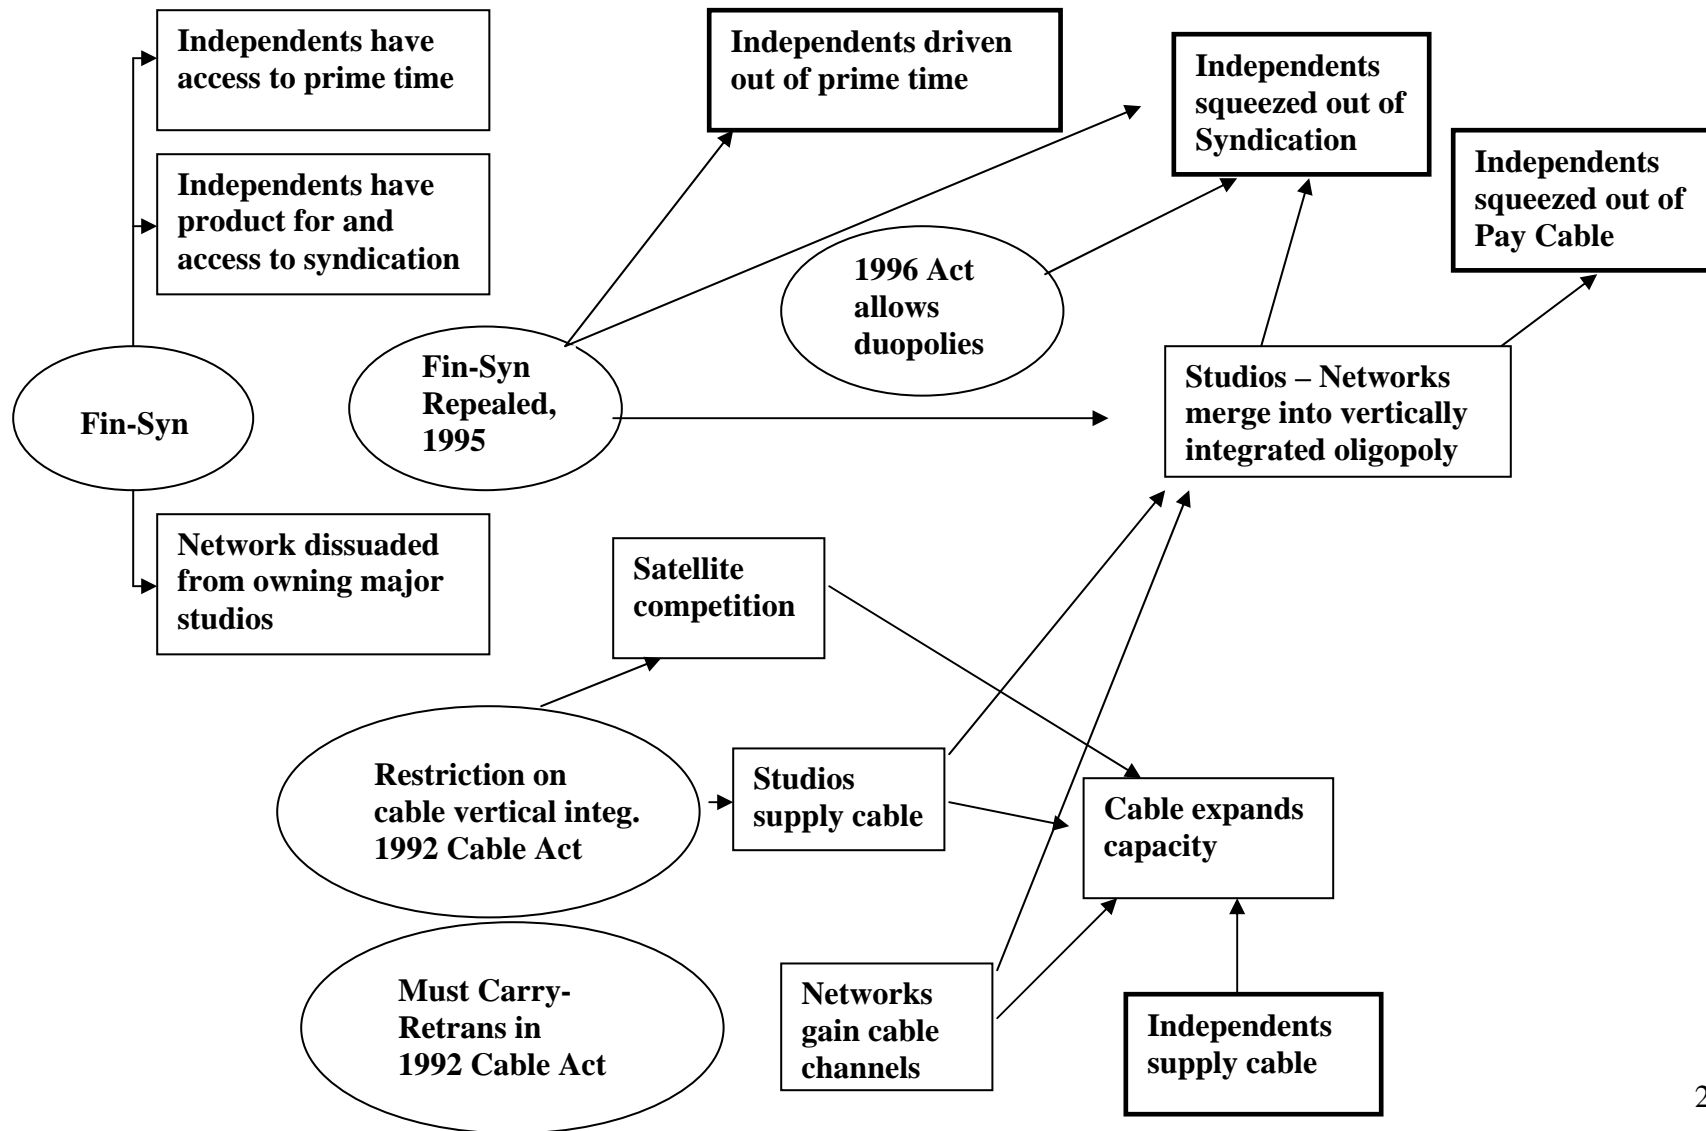 Independents have
access to prime time
Independents driven
out of prime time
Independents
squeezed out of
Syndication
Independents
squeezed out of
Pay Cable
Independents have
product for and
access to syndication
1996 Act
allows
duopolies
Fin-Syn
Fin-Syn
Repealed,
1995
Studios – Networks
merge into vertically
integrated oligopoly
Network dissuaded
from owning major
studios
Satellite
competition
Restriction on
cable vertical integ.
1992 Cable Act
Studios
supply cable
Cable expands
capacity
Must Carry-
Retrans in
1992 Cable Act
Networks
gain cable
channels
Independents
supply cable
2